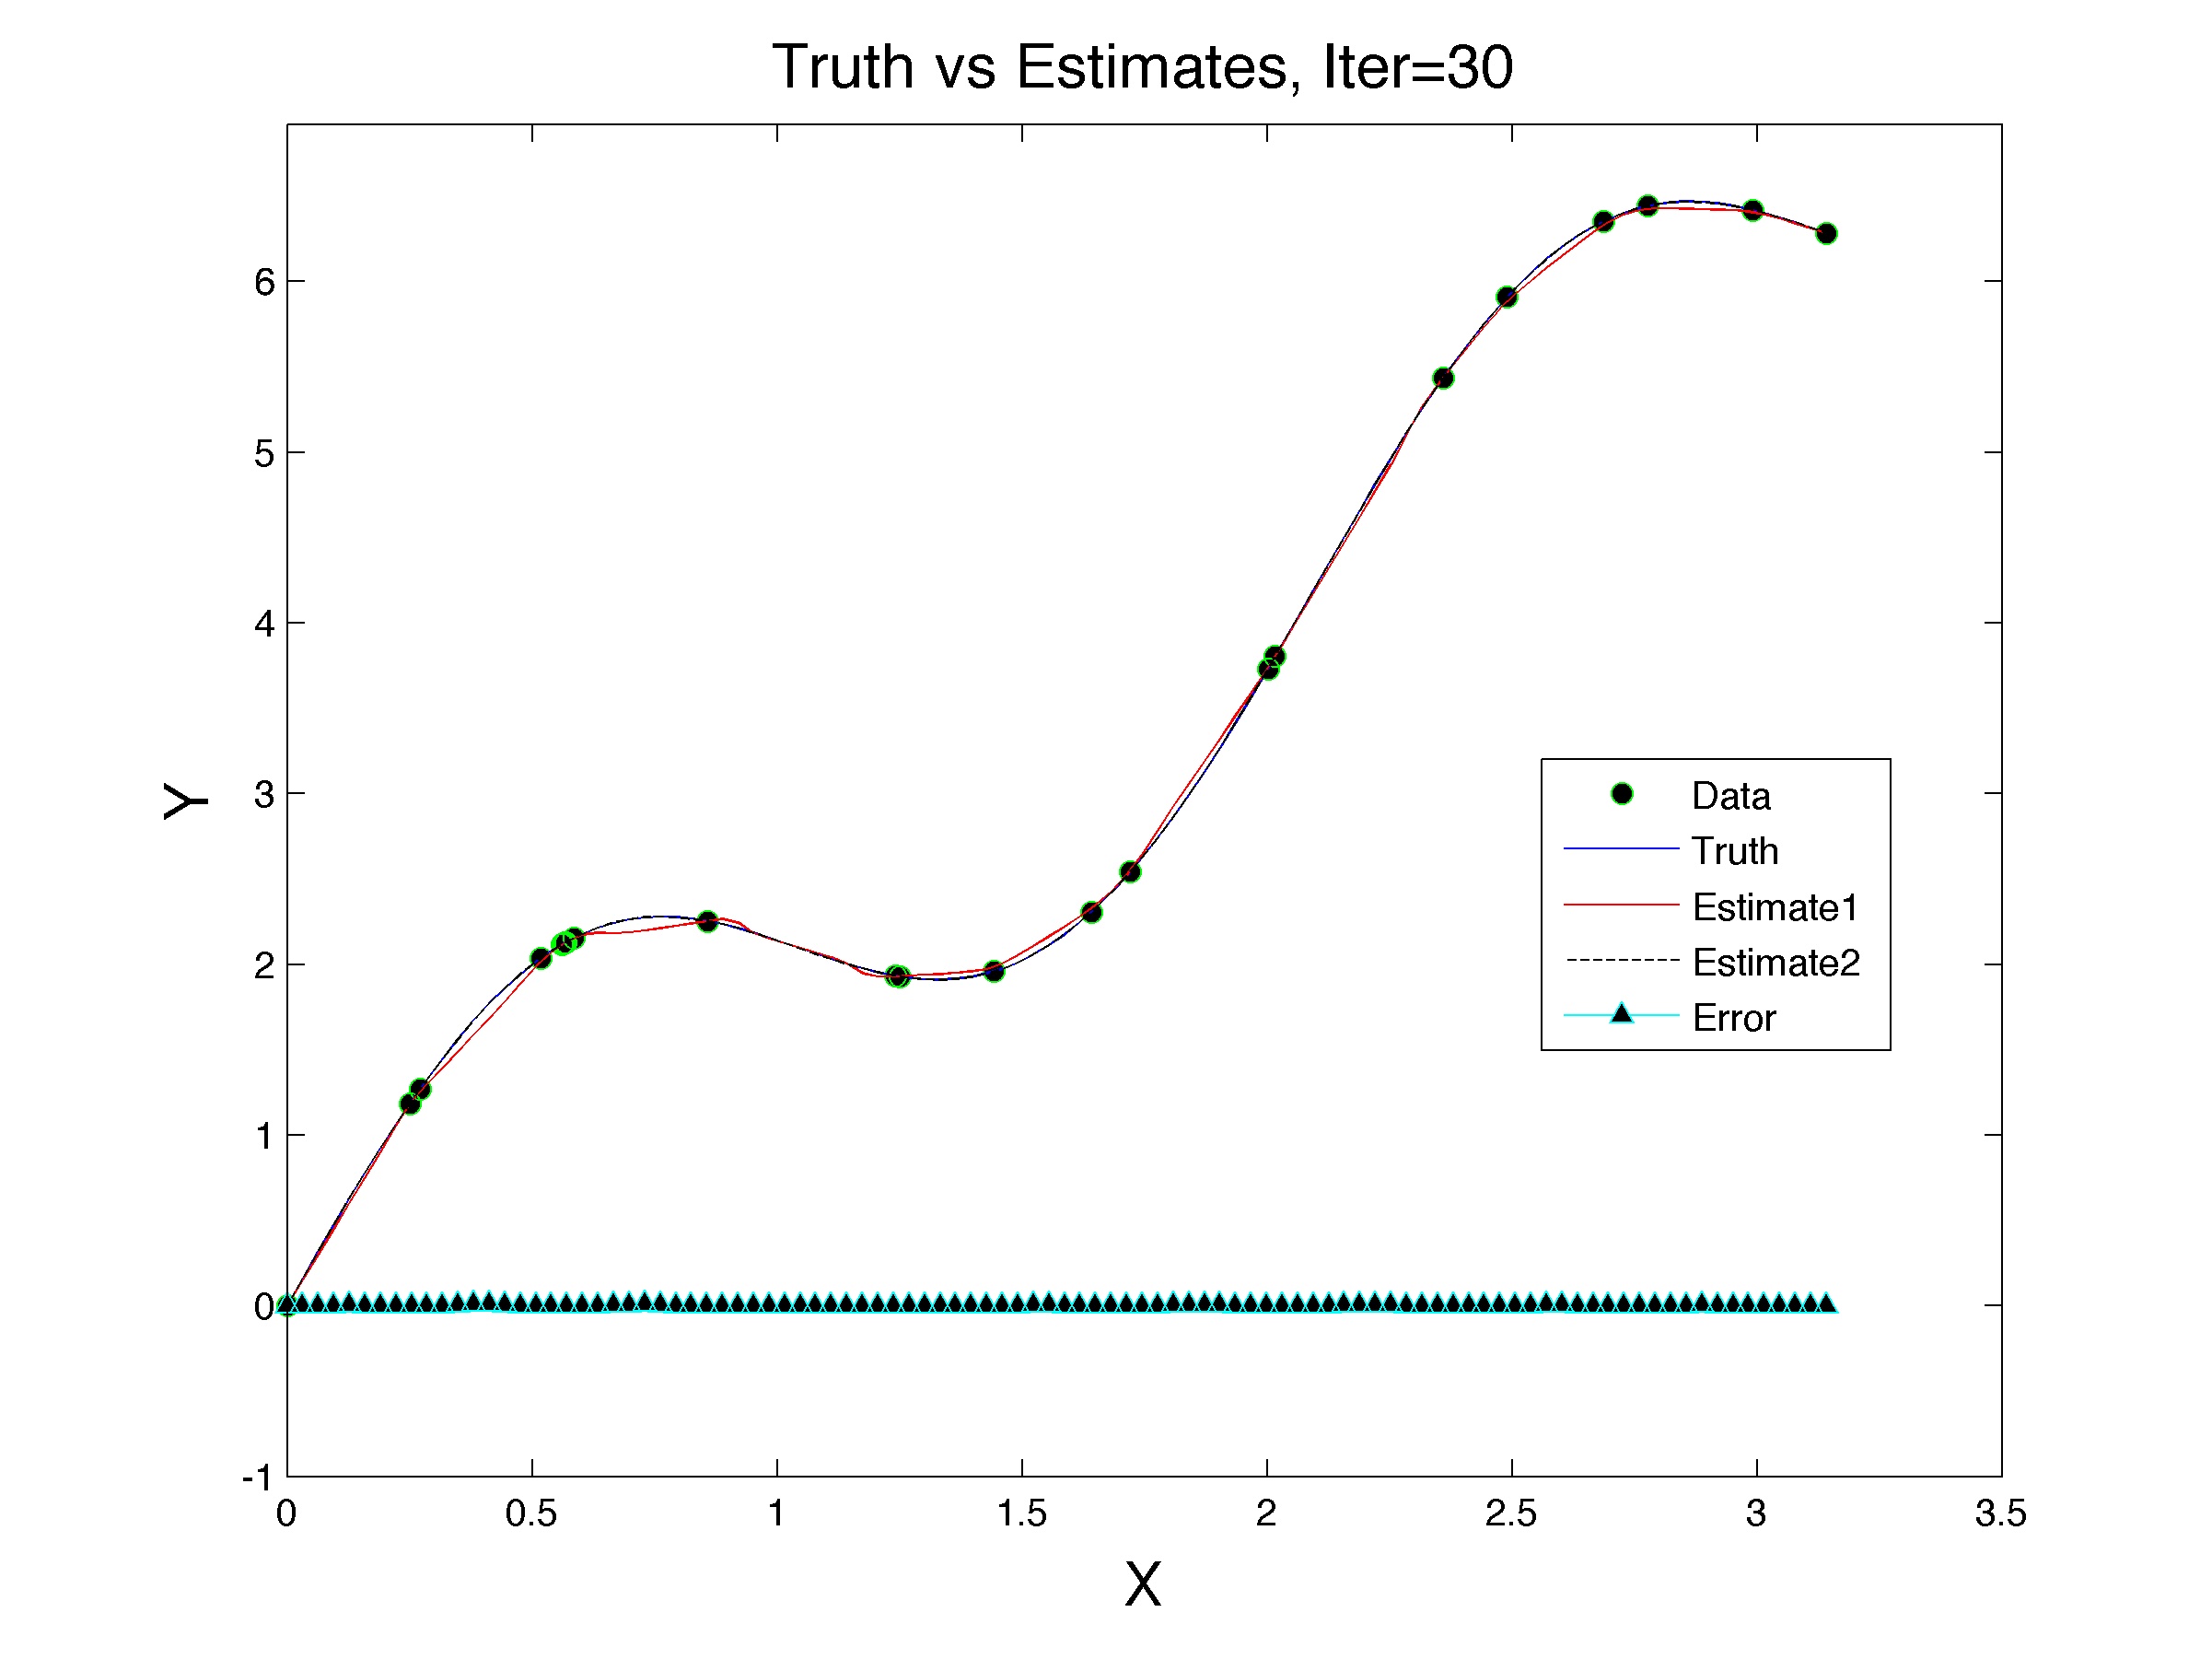 Truth vs Estimates, Iter=30
6
5
4
3
2
1
0
-1
Y
Data
Truth
Estimate1
Estimate2
Error
0 0.5 1 1.5 2 2.5 3 3.5
X